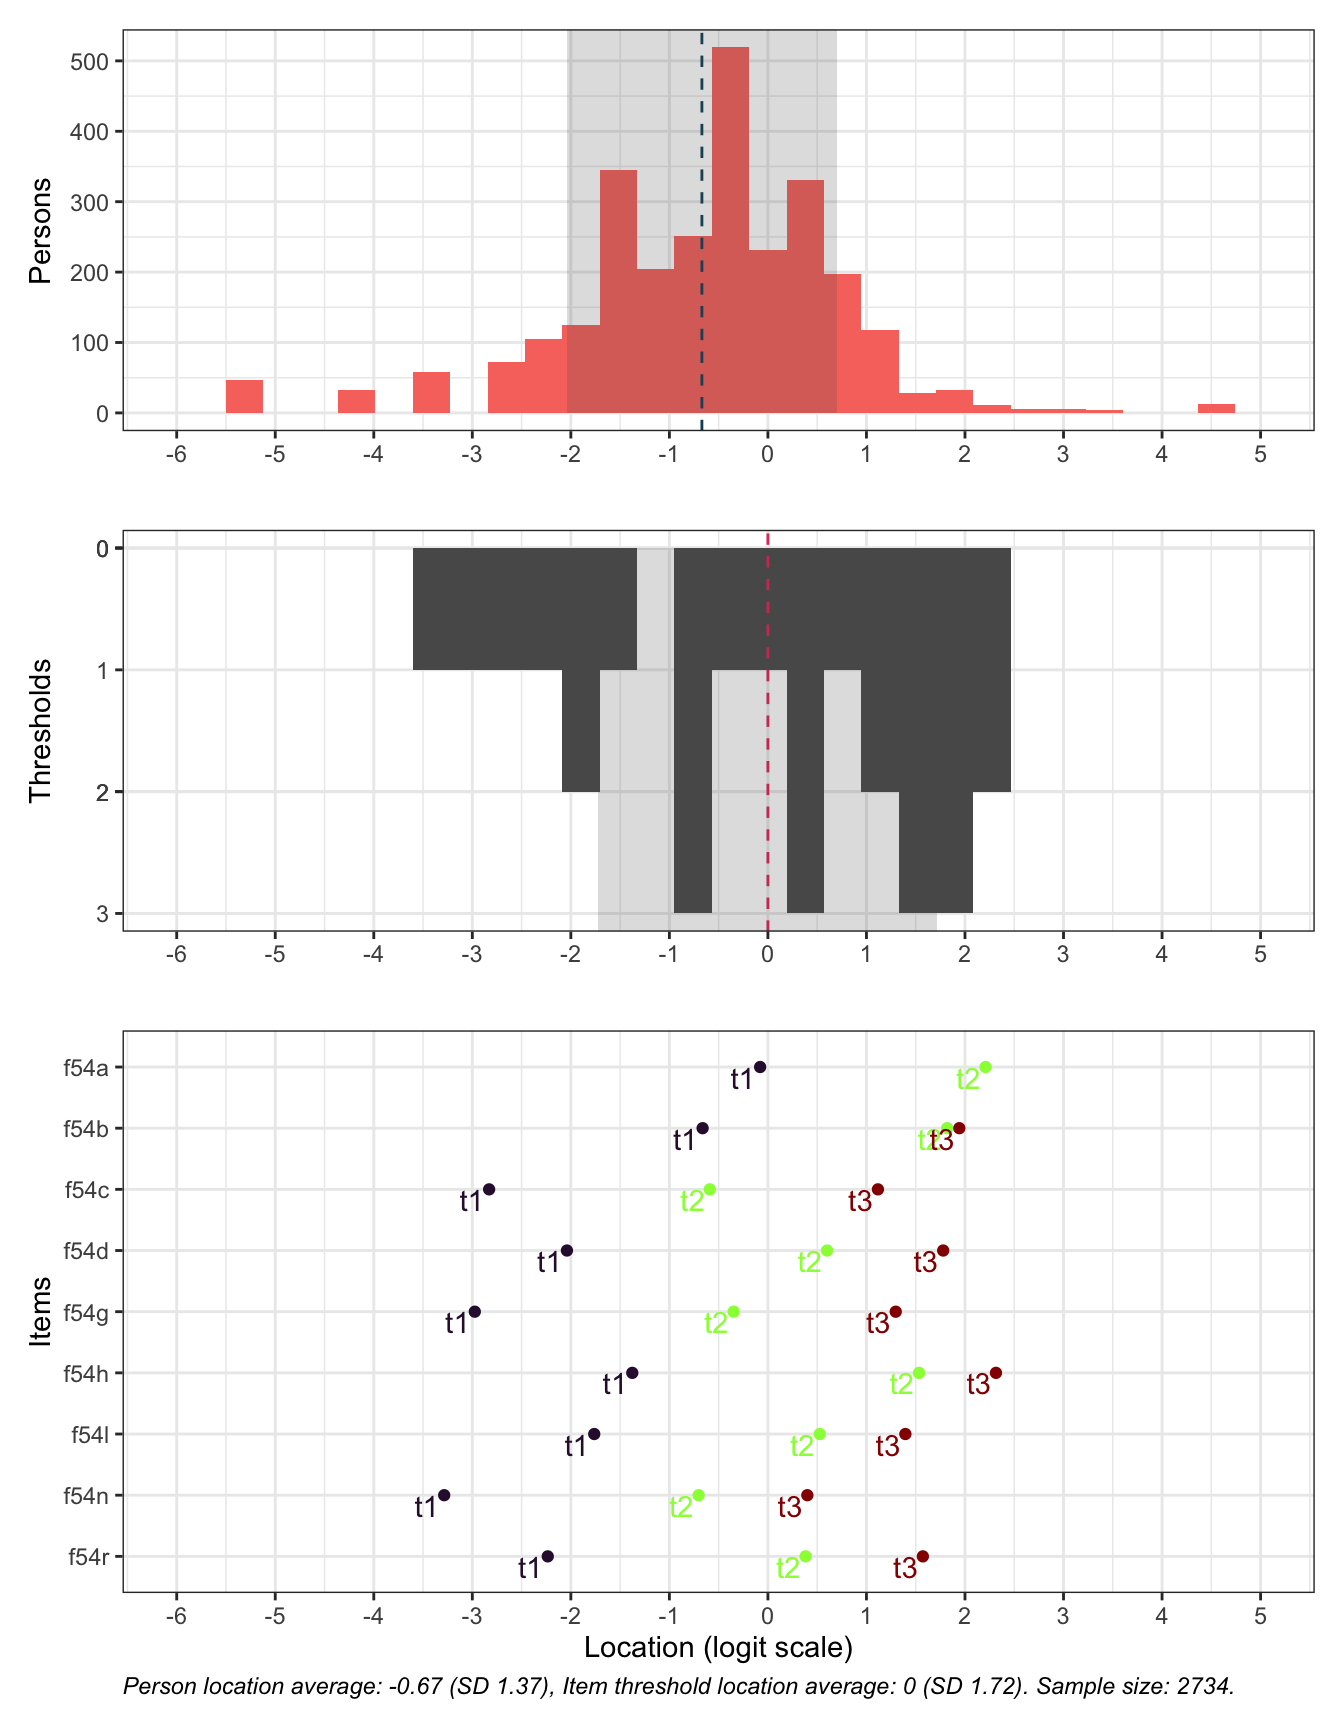 Persons
500
400
300
200
100
0
-6 -5 -4 -3 -2 -1 0 1 2 3 4 5
Thresholds
0
1
2
3
-6 -5 -4 -3 -2 -1 0 1 2 3 4 5
Items
f54a t1 t2
f54b t1 t2 t3
f54c t1 t2 t3
f54d t1 t2 t3
f54g t1 t2 t3
f54h t1 t2 t3
f54l t1 t2 t3
f54n t1 t2 t3
f54r t1 t2 t3
-6 -5 -4 -3 -2 -1 0 1 2 3 4 5
Location (logit scale)
Person location average: -0.67 (SD 1.37), Item threshold location average: 0 (SD 1.72). Sample size: 2734.